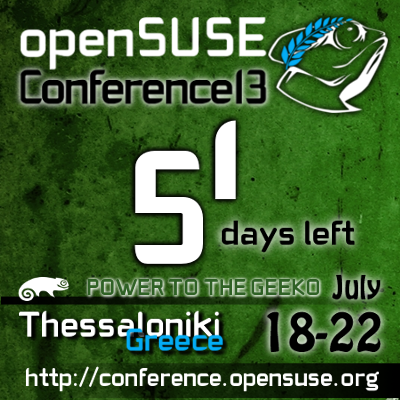 openSUSE
Conference13
51
days left
POWER TO THE GEEKO July
Thessaloniki 18-22
Greece
http://conference.opensuse.org